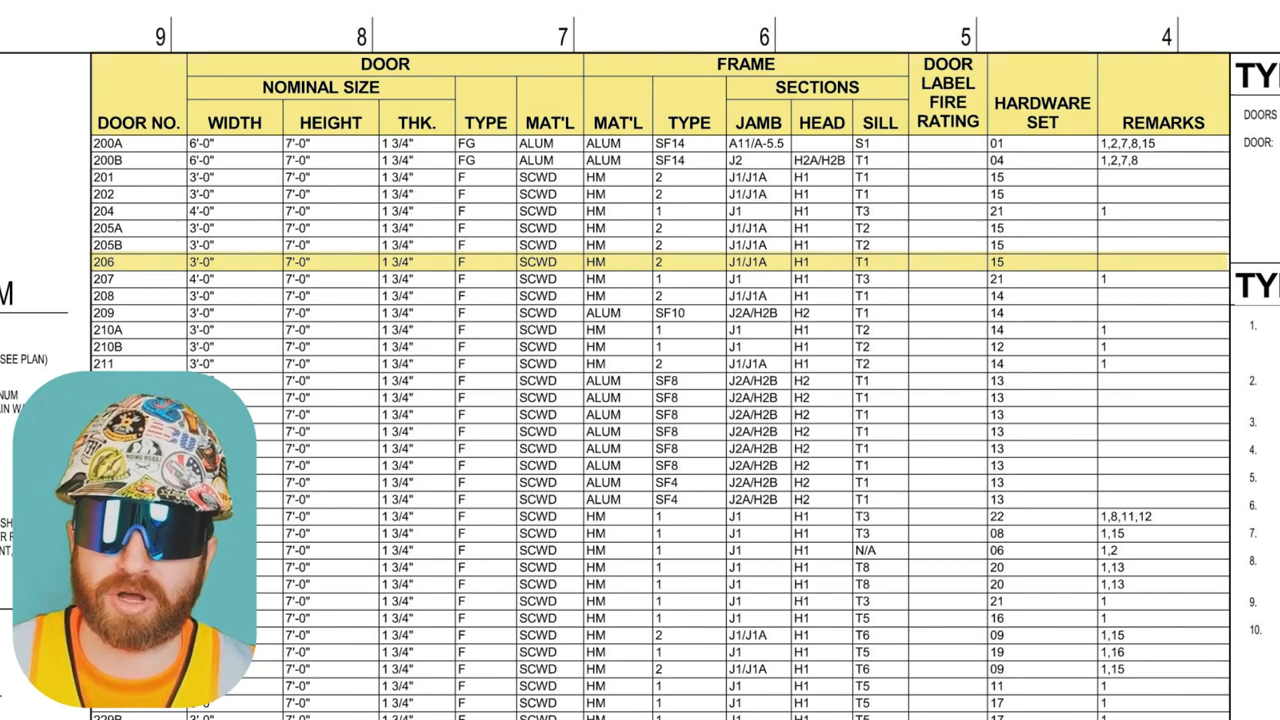 9 8 7 6 5 4
DOOR FRAME DOOR LABEL FIRE RATING HARDWARE SET REMARKS
NOMINAL SIZE SECTIONS
DOOR NO. WIDTH HEIGHT THK. TYPE MAT'L MAT'L TYPE JAMB HEAD SILL
200A 6'-0" 7'-0" 1 3/4" FG ALUM ALUM SF14 A11/A-5.5 S1 01 1,2,7,8,15
200B 6'-0" 7'-0" 1 3/4" FG ALUM ALUM SF14 J2 H2A/H2B T1 04 1,2,7,8
201 3'-0" 7'-0" 1 3/4" F SCWD HM 2 J1/J1A H1 T1 15
202 3'-0" 7'-0" 1 3/4" F SCWD HM 2 J1/J1A H1 T1 15
204 4'-0" 7'-0" 1 3/4" F SCWD HM 1 J1 H1 T3 21 1
205A 3'-0" 7'-0" 1 3/4" F SCWD HM 2 J1/J1A H1 T2 15
205B 3'-0" 7'-0" 1 3/4" F SCWD HM 2 J1/J1A H1 T2 15
206 3'-0" 7'-0" 1 3/4" F SCWD HM 2 J1/J1A H1 T1 15
207 4'-0" 7'-0" 1 3/4" F SCWD HM 1 J1 H1 T3 21 1
208 3'-0" 7'-0" 1 3/4" F SCWD HM 2 J1/J1A H1 T1 14
209 3'-0" 7'-0" 1 3/4" F SCWD ALUM SF10 J2A/H2B H2 T1 14
210A 3'-0" 7'-0" 1 3/4" F SCWD HM 1 J1 H1 T2 14 1
210B 3'-0" 7'-0" 1 3/4" F SCWD HM 1 J1 H1 T2 12 1
211 3'-0" 7'-0" 1 3/4" F SCWD HM 2 J1/J1A H1 T2 14 1
7'-0" 1 3/4" F SCWD ALUM SF8 J2A/H2B H2 T1 13
7'-0" 1 3/4" F SCWD ALUM SF8 J2A/H2B H2 T1 13
7'-0" 1 3/4" F SCWD ALUM SF8 J2A/H2B H2 T1 13
7'-0" 1 3/4" F SCWD ALUM SF8 J2A/H2B H2 T1 13
7'-0" 1 3/4" F SCWD ALUM SF8 J2A/H2B H2 T1 13
7'-0" 1 3/4" F SCWD ALUM SF8 J2A/H2B H2 T1 13
7'-0" 1 3/4" F SCWD ALUM SF4 J2A/H2B H2 T1 13
7'-0" 1 3/4" F SCWD ALUM SF4 J2A/H2B H2 T1 13
7'-0" 1 3/4" F SCWD HM 1 J1 H1 T3 22 1,8,11,12
7'-0" 1 3/4" F SCWD HM 1 J1 H1 T3 08 1,15
7'-0" 1 3/4" F SCWD HM 1 J1 H1 N/A 06 1,2
7'-0" 1 3/4" F SCWD HM 1 J1 H1 T8 20 1,13
7'-0" 1 3/4" F SCWD HM 1 J1 H1 T8 20 1,13
7'-0" 1 3/4" F SCWD HM 1 J1 H1 T3 21 1
7'-0" 1 3/4" F SCWD HM 1 J1 H1 T5 16 1
7'-0" 1 3/4" F SCWD HM 2 J1/J1A H1 T6 09 1,15
7'-0" 1 3/4" F SCWD HM 1 J1 H1 T5 19 1,16
7'-0" 1 3/4" F SCWD HM 2 J1/J1A H1 T6 09 1,15
7'-0" 1 3/4" F SCWD HM 1 J1 H1 T5 11 1
7'-0" 1 3/4" F SCWD HM 1 J1 H1 T5 17 1
229B 3'-0" 7'-0" 1 3/4" F SCWD HM 1 J1 H1 T5 17 1
M
SEE PLAN)
DOORS
DOOR:
1.
2.
3.
4.
5.
6.
7.
8.
9.
10.